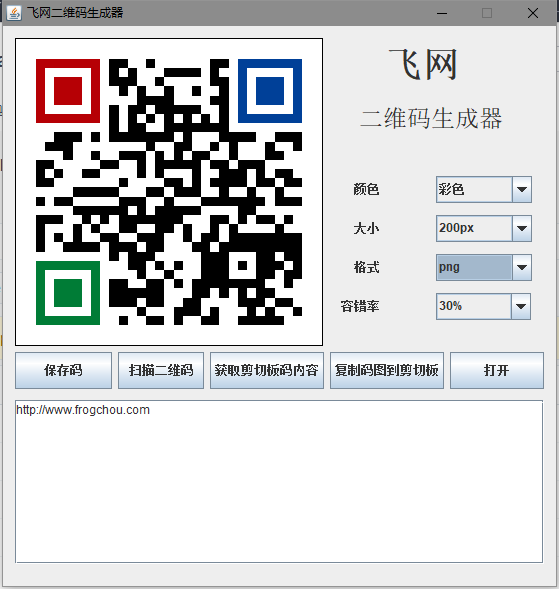 飞网二维码生成器
飞网
二维码生成器
颜色 彩色
大小 200px
格式 png
容错率 30%
保存码 扫描二维码 获取剪切板码内容 复制码图到剪切板 打开
http://www.frogchou.com